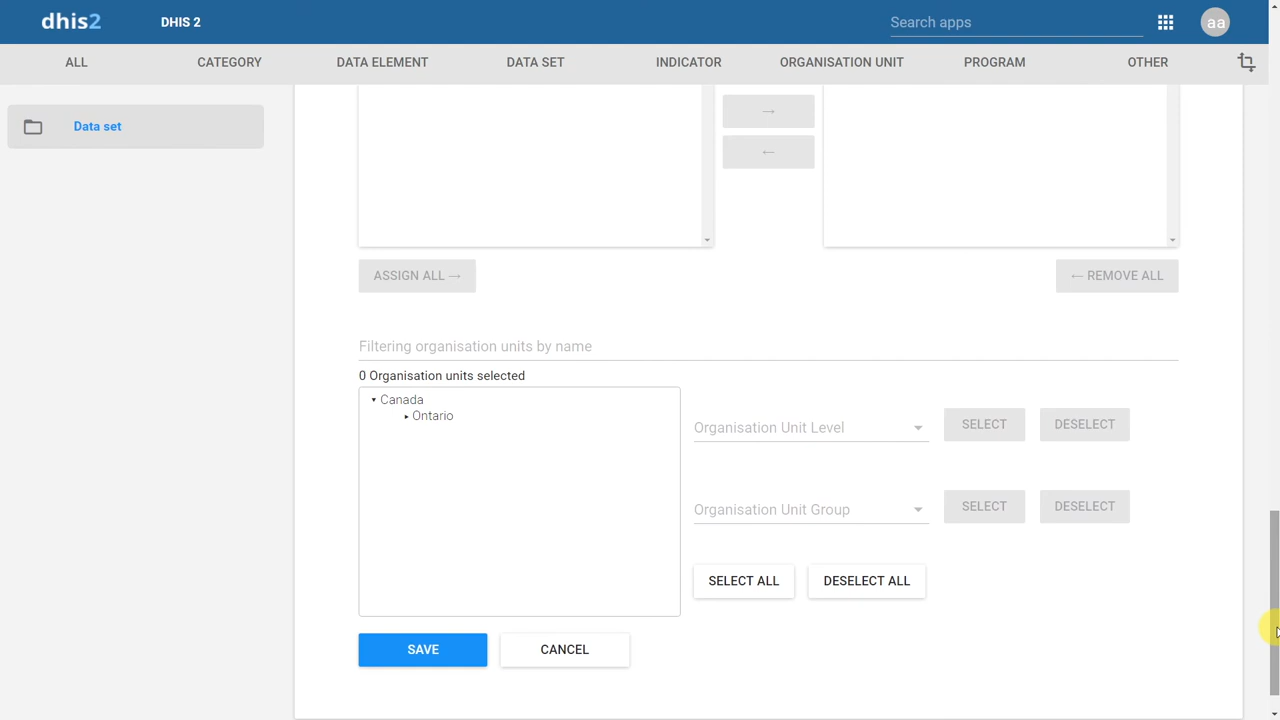 dhis2 DHIS 2 Search apps aa
ALL CATEGORY DATA ELEMENT DATA SET INDICATOR ORGANISATION UNIT PROGRAM OTHER
Data set
→
←
ASSIGN ALL → ← REMOVE ALL
Filtering organisation units by name
0 Organisation units selected
Canada
Ontario
Organisation Unit Level SELECT DESELECT
Organisation Unit Group SELECT DESELECT
SELECT ALL DESELECT ALL
SAVE CANCEL